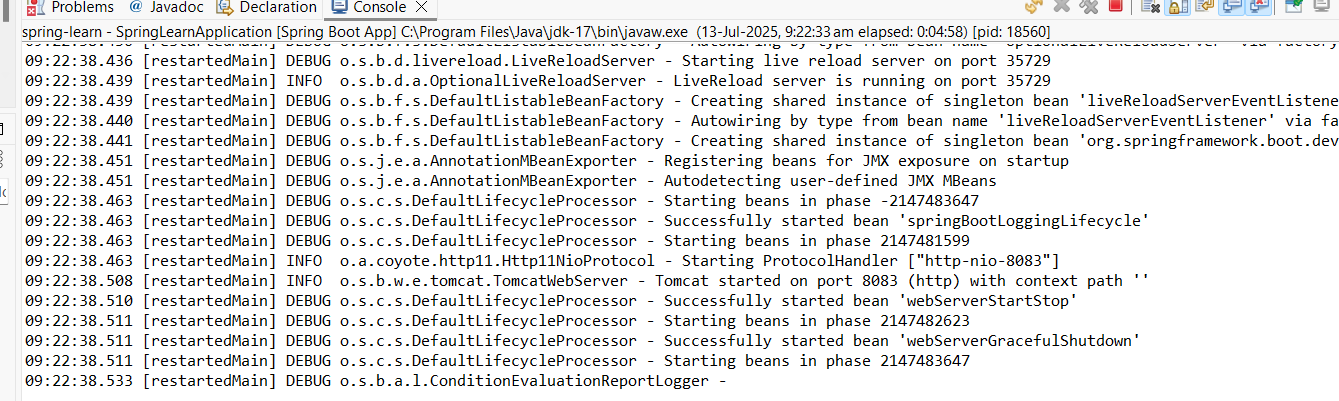 Problems @ Javadoc Declaration Console
spring-learn - SpringLearnApplication [Spring Boot App] C:\Program Files\Java\jdk-17\bin\javaw.exe (13-Jul-2025, 9:22:33 am elapsed: 0:04:58) [pid: 18560]
09:22:38.436 [restartedMain] DEBUG o.s.b.d.livereload.LiveReloadServer - Starting live reload server on port 35729
09:22:38.439 [restartedMain] INFO  o.s.b.d.a.OptionalLiveReloadServer - LiveReload server is running on port 35729
09:22:38.439 [restartedMain] DEBUG o.s.b.f.s.DefaultListableBeanFactory - Creating shared instance of singleton bean 'liveReloadServerEventListene
09:22:38.440 [restartedMain] DEBUG o.s.b.f.s.DefaultListableBeanFactory - Autowiring by type from bean name 'liveReloadServerEventListener' via fa
09:22:38.441 [restartedMain] DEBUG o.s.b.f.s.DefaultListableBeanFactory - Creating shared instance of singleton bean 'org.springframework.boot.dev
09:22:38.451 [restartedMain] DEBUG o.s.j.e.a.AnnotationMBeanExporter - Registering beans for JMX exposure on startup
09:22:38.451 [restartedMain] DEBUG o.s.j.e.a.AnnotationMBeanExporter - Autodetecting user-defined JMX MBeans
09:22:38.463 [restartedMain] DEBUG o.s.c.s.DefaultLifecycleProcessor - Starting beans in phase -2147483647
09:22:38.463 [restartedMain] DEBUG o.s.c.s.DefaultLifecycleProcessor - Successfully started bean 'springBootLoggingLifecycle'
09:22:38.463 [restartedMain] DEBUG o.s.c.s.DefaultLifecycleProcessor - Starting beans in phase 2147481599
09:22:38.463 [restartedMain] INFO  o.a.coyote.http11.Http11NioProtocol - Starting ProtocolHandler ["http-nio-8083"]
09:22:38.508 [restartedMain] INFO  o.s.b.w.e.tomcat.TomcatWebServer - Tomcat started on port 8083 (http) with context path ''
09:22:38.510 [restartedMain] DEBUG o.s.c.s.DefaultLifecycleProcessor - Successfully started bean 'webServerStartStop'
09:22:38.511 [restartedMain] DEBUG o.s.c.s.DefaultLifecycleProcessor - Starting beans in phase 2147482623
09:22:38.511 [restartedMain] DEBUG o.s.c.s.DefaultLifecycleProcessor - Successfully started bean 'webServerGracefulShutdown'
09:22:38.511 [restartedMain] DEBUG o.s.c.s.DefaultLifecycleProcessor - Starting beans in phase 2147483647
09:22:38.533 [restartedMain] DEBUG o.s.b.a.l.ConditionEvaluationReportLogger -